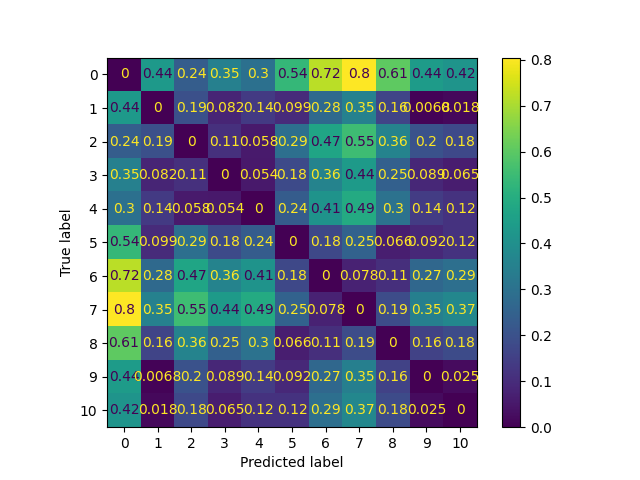 0 0 0.44 0.24 0.35 0.3 0.54 0.72 0.8 0.61 0.44 0.42
1 0.44 0 0.19 0.082 0.14 0.099 0.28 0.35 0.16 0.0068 0.018
2 0.24 0.19 0 0.11 0.058 0.29 0.47 0.55 0.36 0.2 0.18
3 0.35 0.082 0.11 0 0.054 0.18 0.36 0.44 0.25 0.089 0.065
4 0.3 0.14 0.058 0.054 0 0.24 0.41 0.49 0.3 0.14 0.12
5 0.54 0.099 0.29 0.18 0.24 0 0.18 0.25 0.066 0.092 0.12
6 0.72 0.28 0.47 0.36 0.41 0.18 0 0.078 0.11 0.27 0.29
7 0.8 0.35 0.55 0.44 0.49 0.25 0.078 0 0.19 0.35 0.37
8 0.61 0.16 0.36 0.25 0.3 0.066 0.11 0.19 0 0.16 0.18
9 0.44 0.0068 0.2 0.089 0.14 0.092 0.27 0.35 0.16 0 0.025
10 0.42 0.018 0.18 0.065 0.12 0.12 0.29 0.37 0.18 0.025 0
0 1 2 3 4 5 6 7 8 9 10
Predicted label
True label
0.8
0.7
0.6
0.5
0.4
0.3
0.2
0.1
0.0